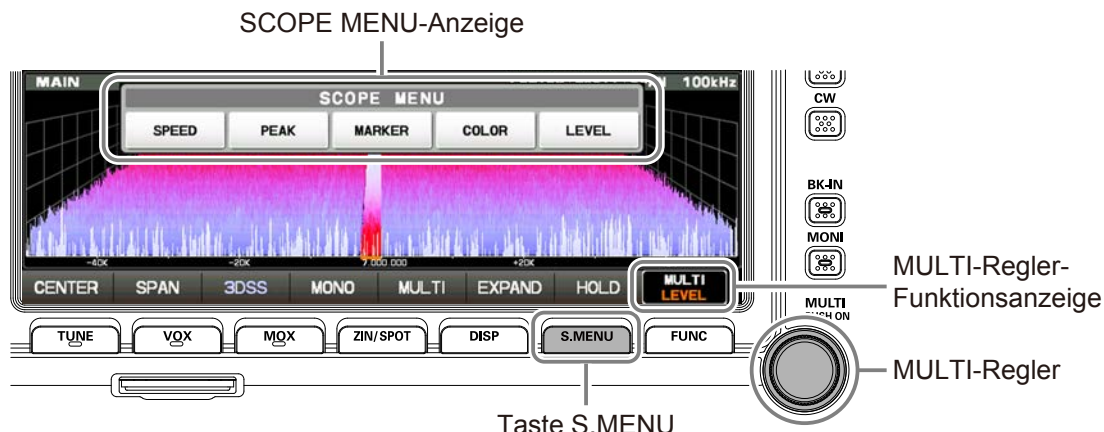 SCOPE MENU-Anzeige
MAIN
100kHz
SCOPE MENU
SPEED PEAK MARKER COLOR LEVEL
CW
BK-IN
MONI
-40K -20K 7 000 000 +20K
CENTER SPAN 3DSS MONO MULTI EXPAND HOLD MULTI
LEVEL
MULTI-Regler-
Funktionsanzeige
MULTI
PUSH ON
TUNE VOX MOX ZIN/SPOT DISP S.MENU FUNC
MULTI-Regler
Taste S.MENU